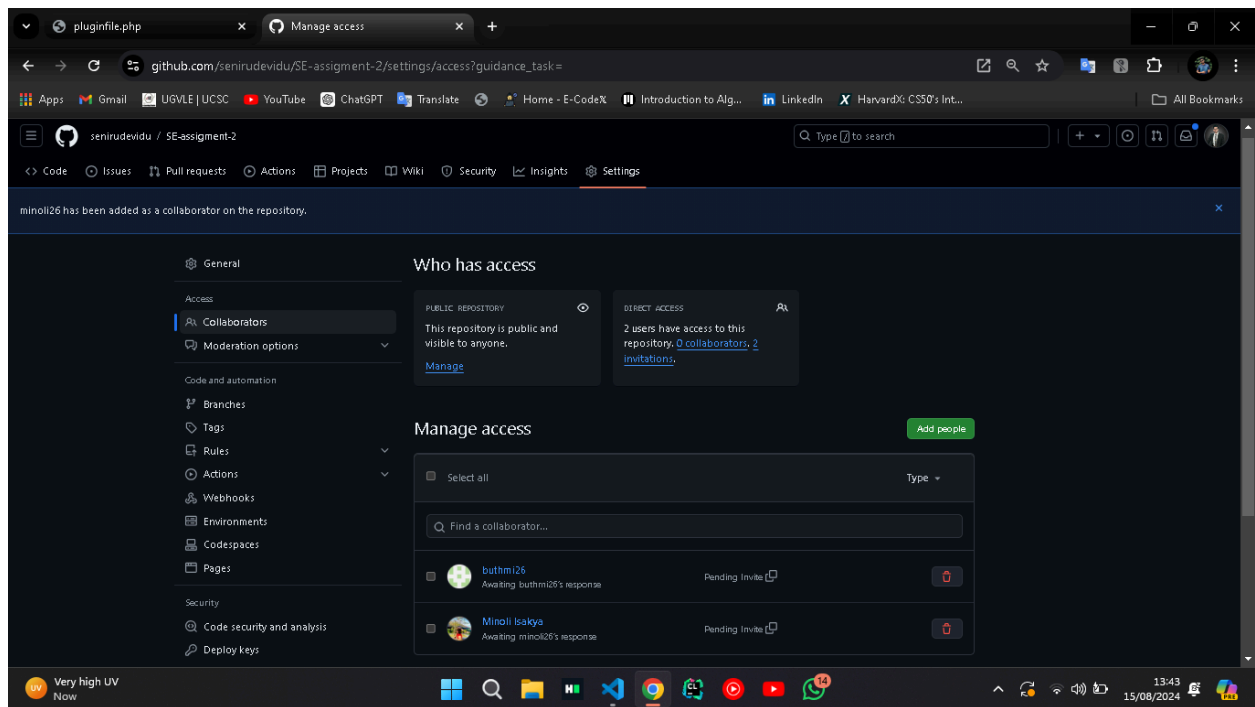 pluginfile.php
Manage access
github.com/senirudevidu/SE-assigment-2/settings/access?guidance_task=
Apps Gmail UGVLE | UCSC YouTube ChatGPT Translate Home - E-CodeX Introduction to Alg... LinkedIn HarvardX: CS50's Int... All Bookmarks
senirudevidu / SE-assigment-2
Type / to search
Code Issues Pull requests Actions Projects Wiki Security Insights Settings
minoli26 has been added as a collaborator on the repository.
General
Access
Collaborators
Moderation options
Code and automation
Branches
Tags
Rules
Actions
Webhooks
Environments
Codespaces
Pages
Security
Code security and analysis
Deploy keys
Who has access
PUBLIC REPOSITORY
This repository is public and
visible to anyone.
Manage
DIRECT ACCESS
2 users have access to this
repository. 0 collaborators. 2
invitations.
Manage access
Add people
Select all
Type
Find a collaborator...
buthmi26
Awaiting buthmi26's response
Pending Invite
Minoli Isakya
Awaiting minoli26's response
Pending Invite
UV
Very high UV
Now
14
13:43
15/08/2024
PRE